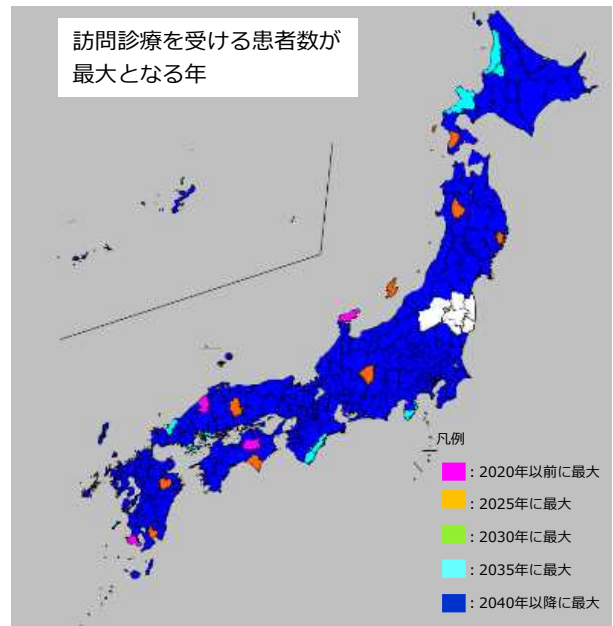 訪問診療を受ける患者数が
最大となる年
凡例
：2020年以前に最大
：2025年に最大
：2030年に最大
：2035年に最大
：2040年以降に最大